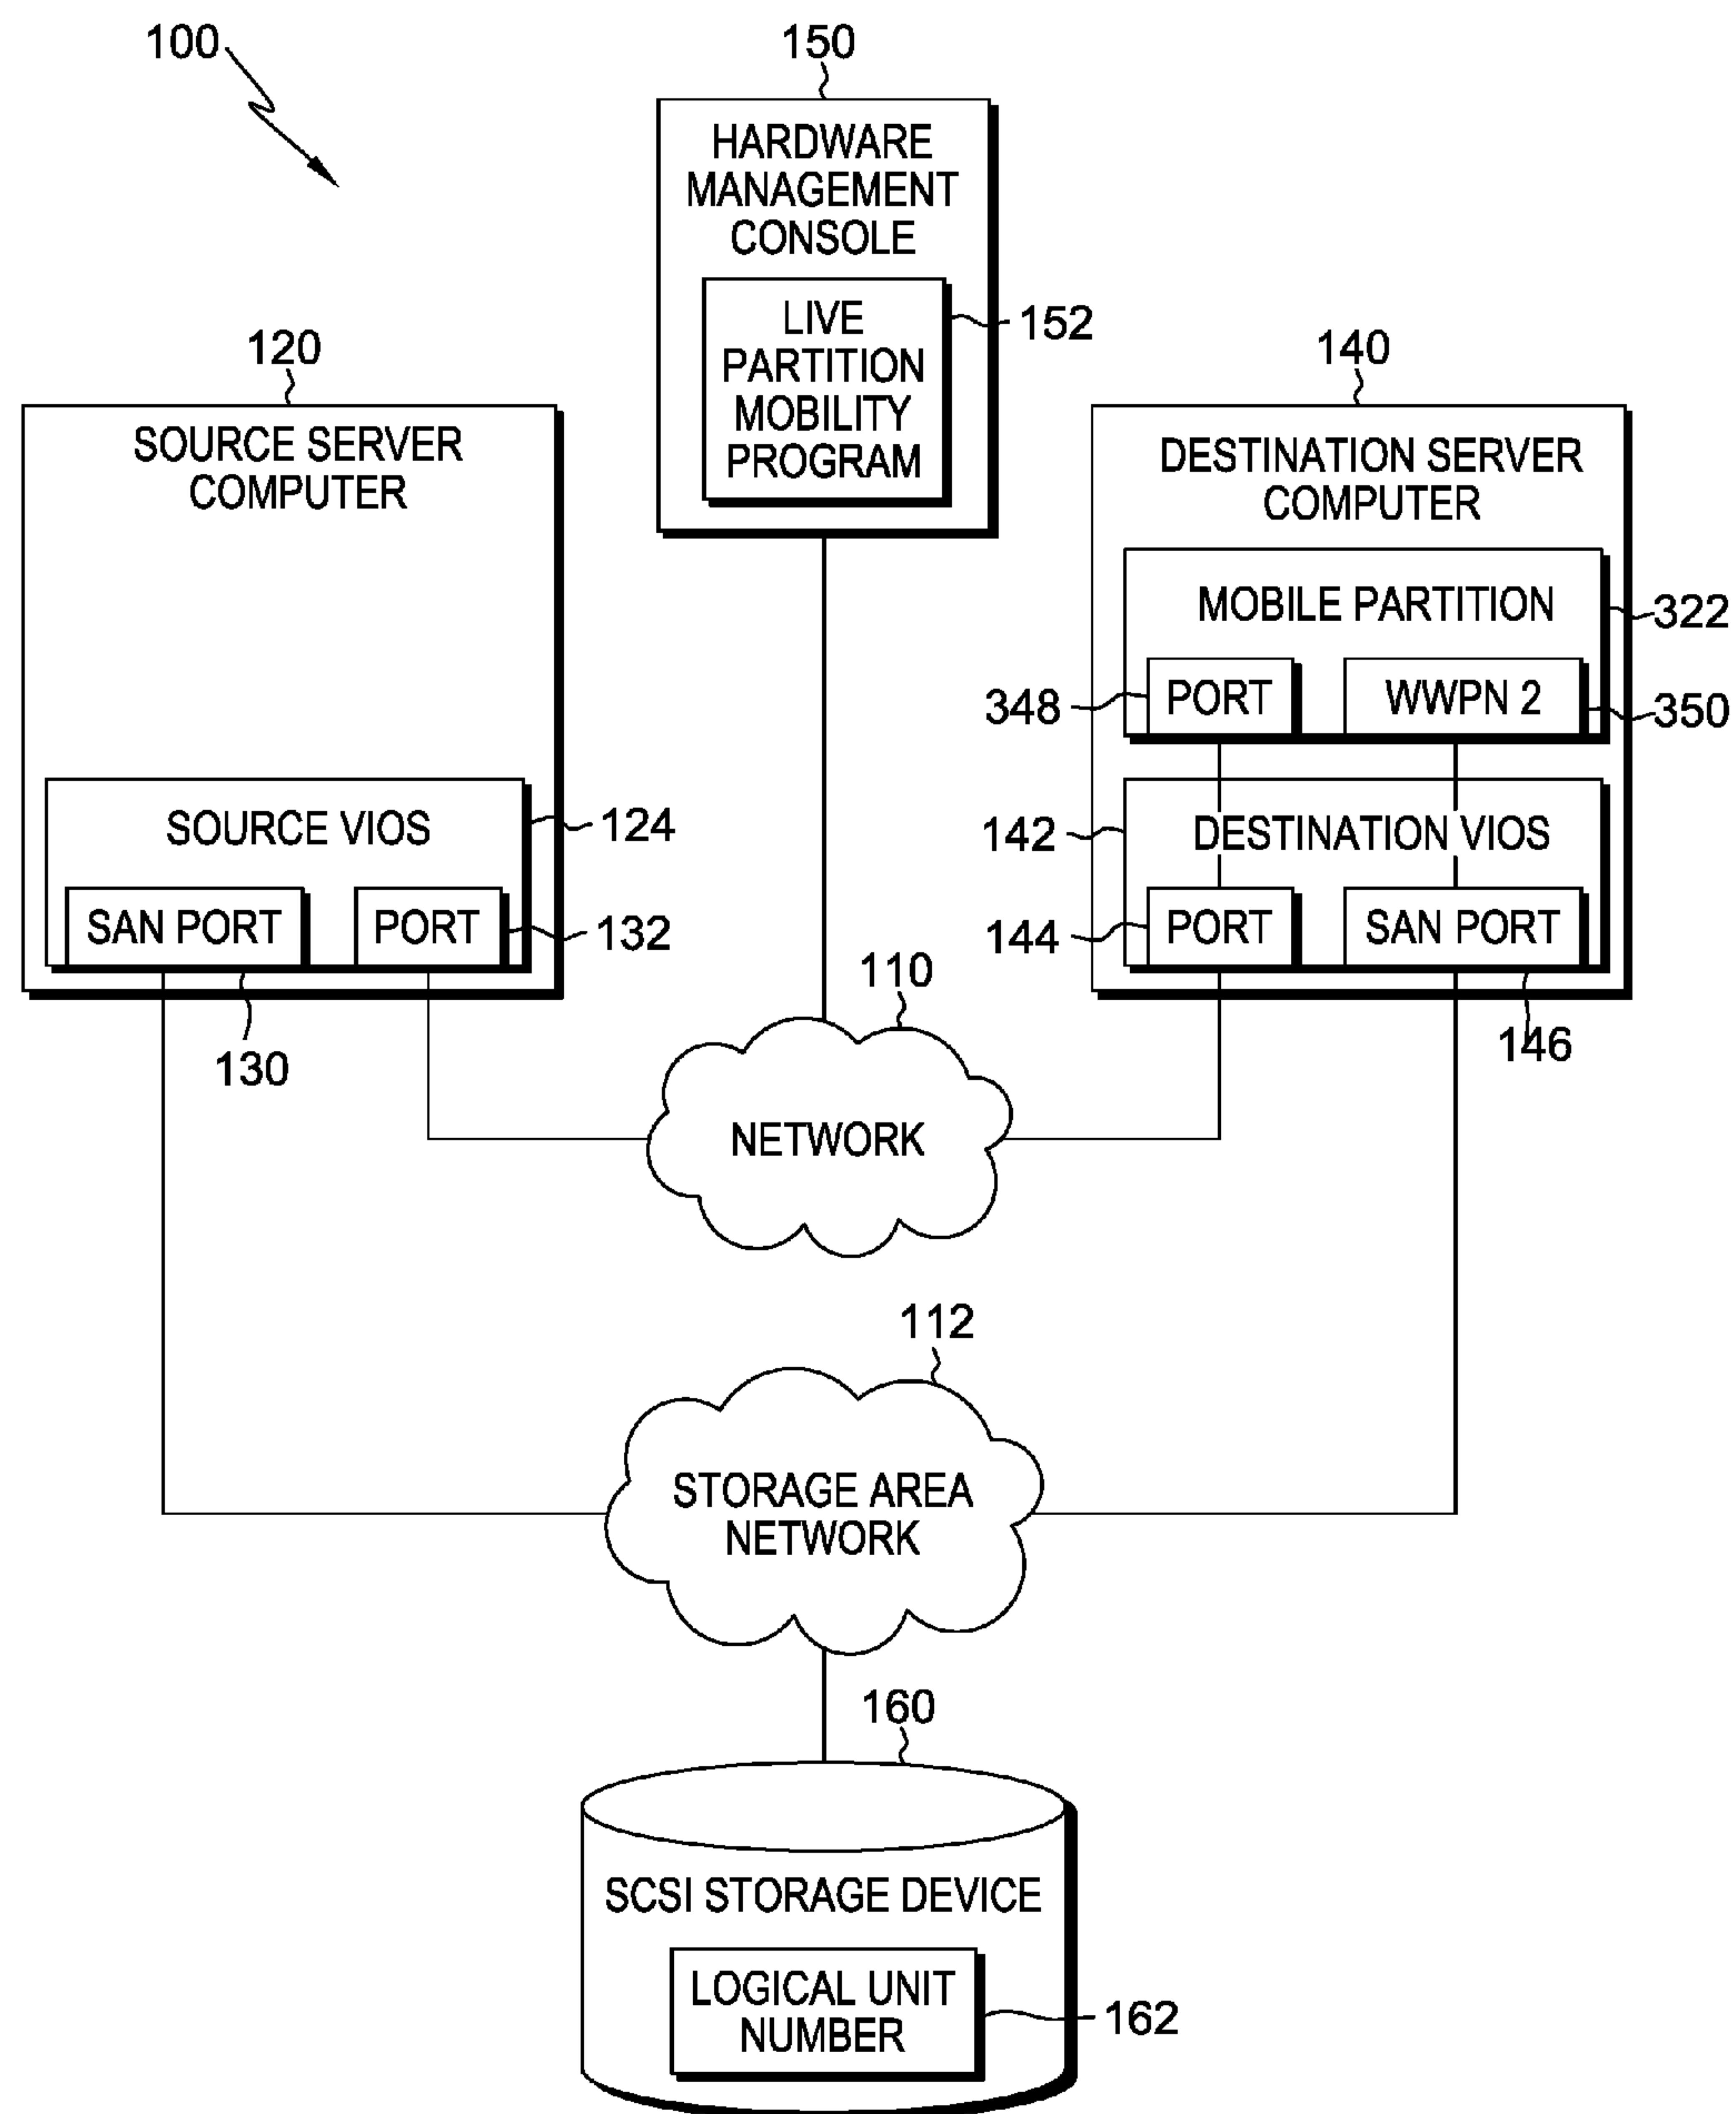 100
150
HARDWARE
MANAGEMENT
CONSOLE
LIVE
PARTITION
MOBILITY
PROGRAM
152
120
SOURCE SERVER
COMPUTER
SOURCE VIOS
124
SAN PORT
PORT
132
130
140
DESTINATION SERVER
COMPUTER
MOBILE PARTITION
322
348
PORT
WWPN 2
350
142
DESTINATION VIOS
144
PORT
SAN PORT
146
110
NETWORK
112
STORAGE AREA
NETWORK
160
SCSI STORAGE DEVICE
LOGICAL UNIT
NUMBER
162